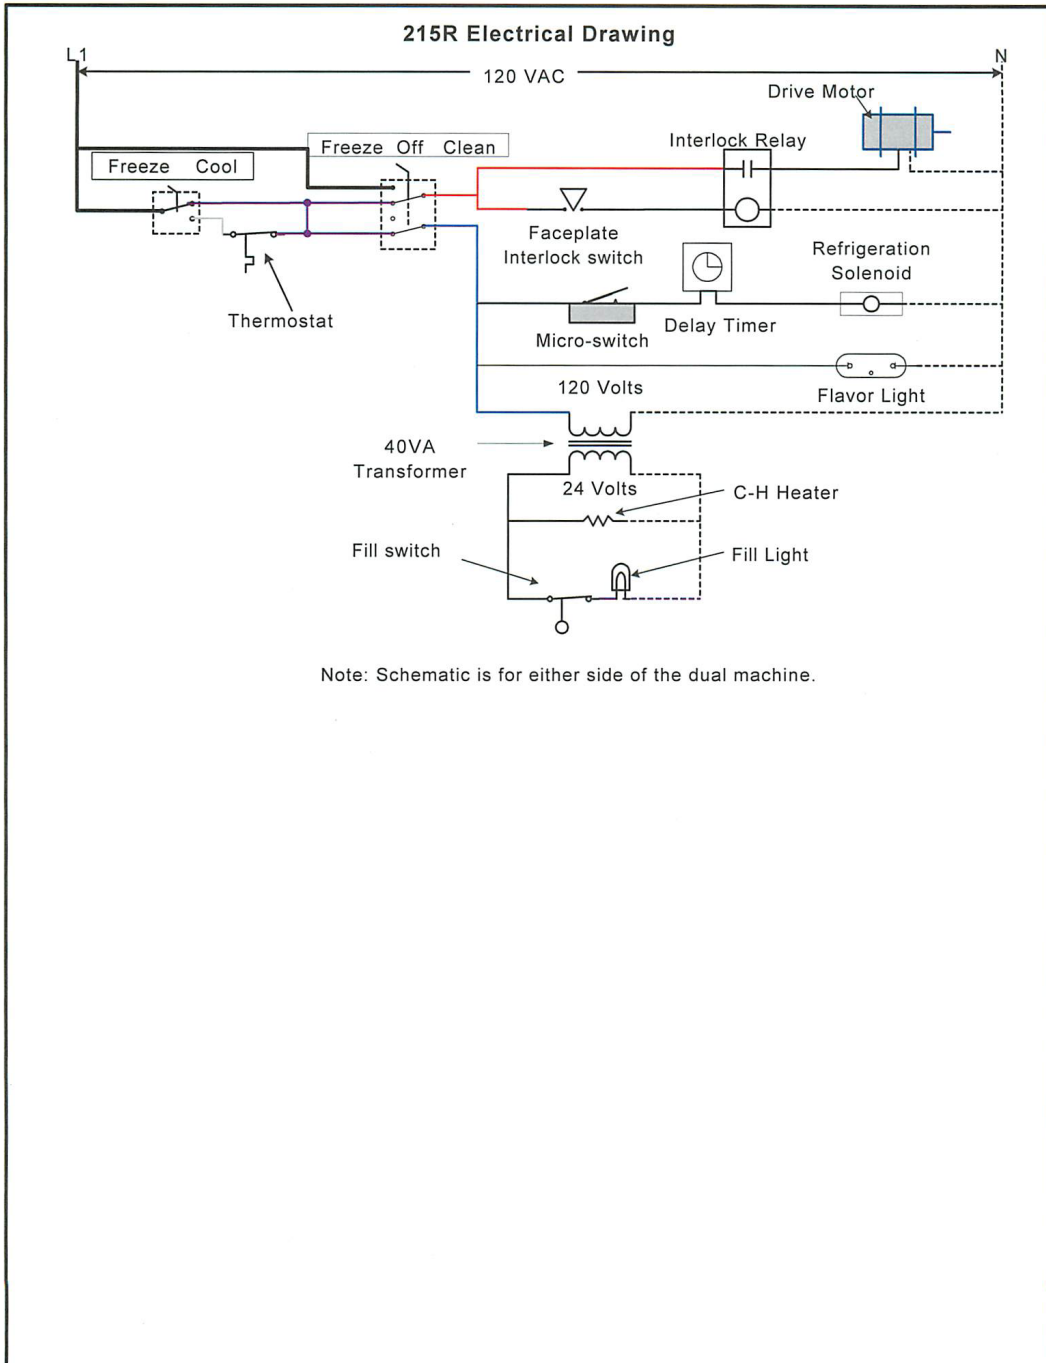 215R Electrical Drawing
L1
N
120 VAC
Drive Motor
Freeze Off Clean
Interlock Relay
Freeze Cool
Faceplate
Interlock switch
Refrigeration
Solenoid
Thermostat
Micro-switch
Delay Timer
120 Volts
Flavor Light
40VA
Transformer
24 Volts
C-H Heater
Fill switch
Fill Light
Note: Schematic is for either side of the dual machine.